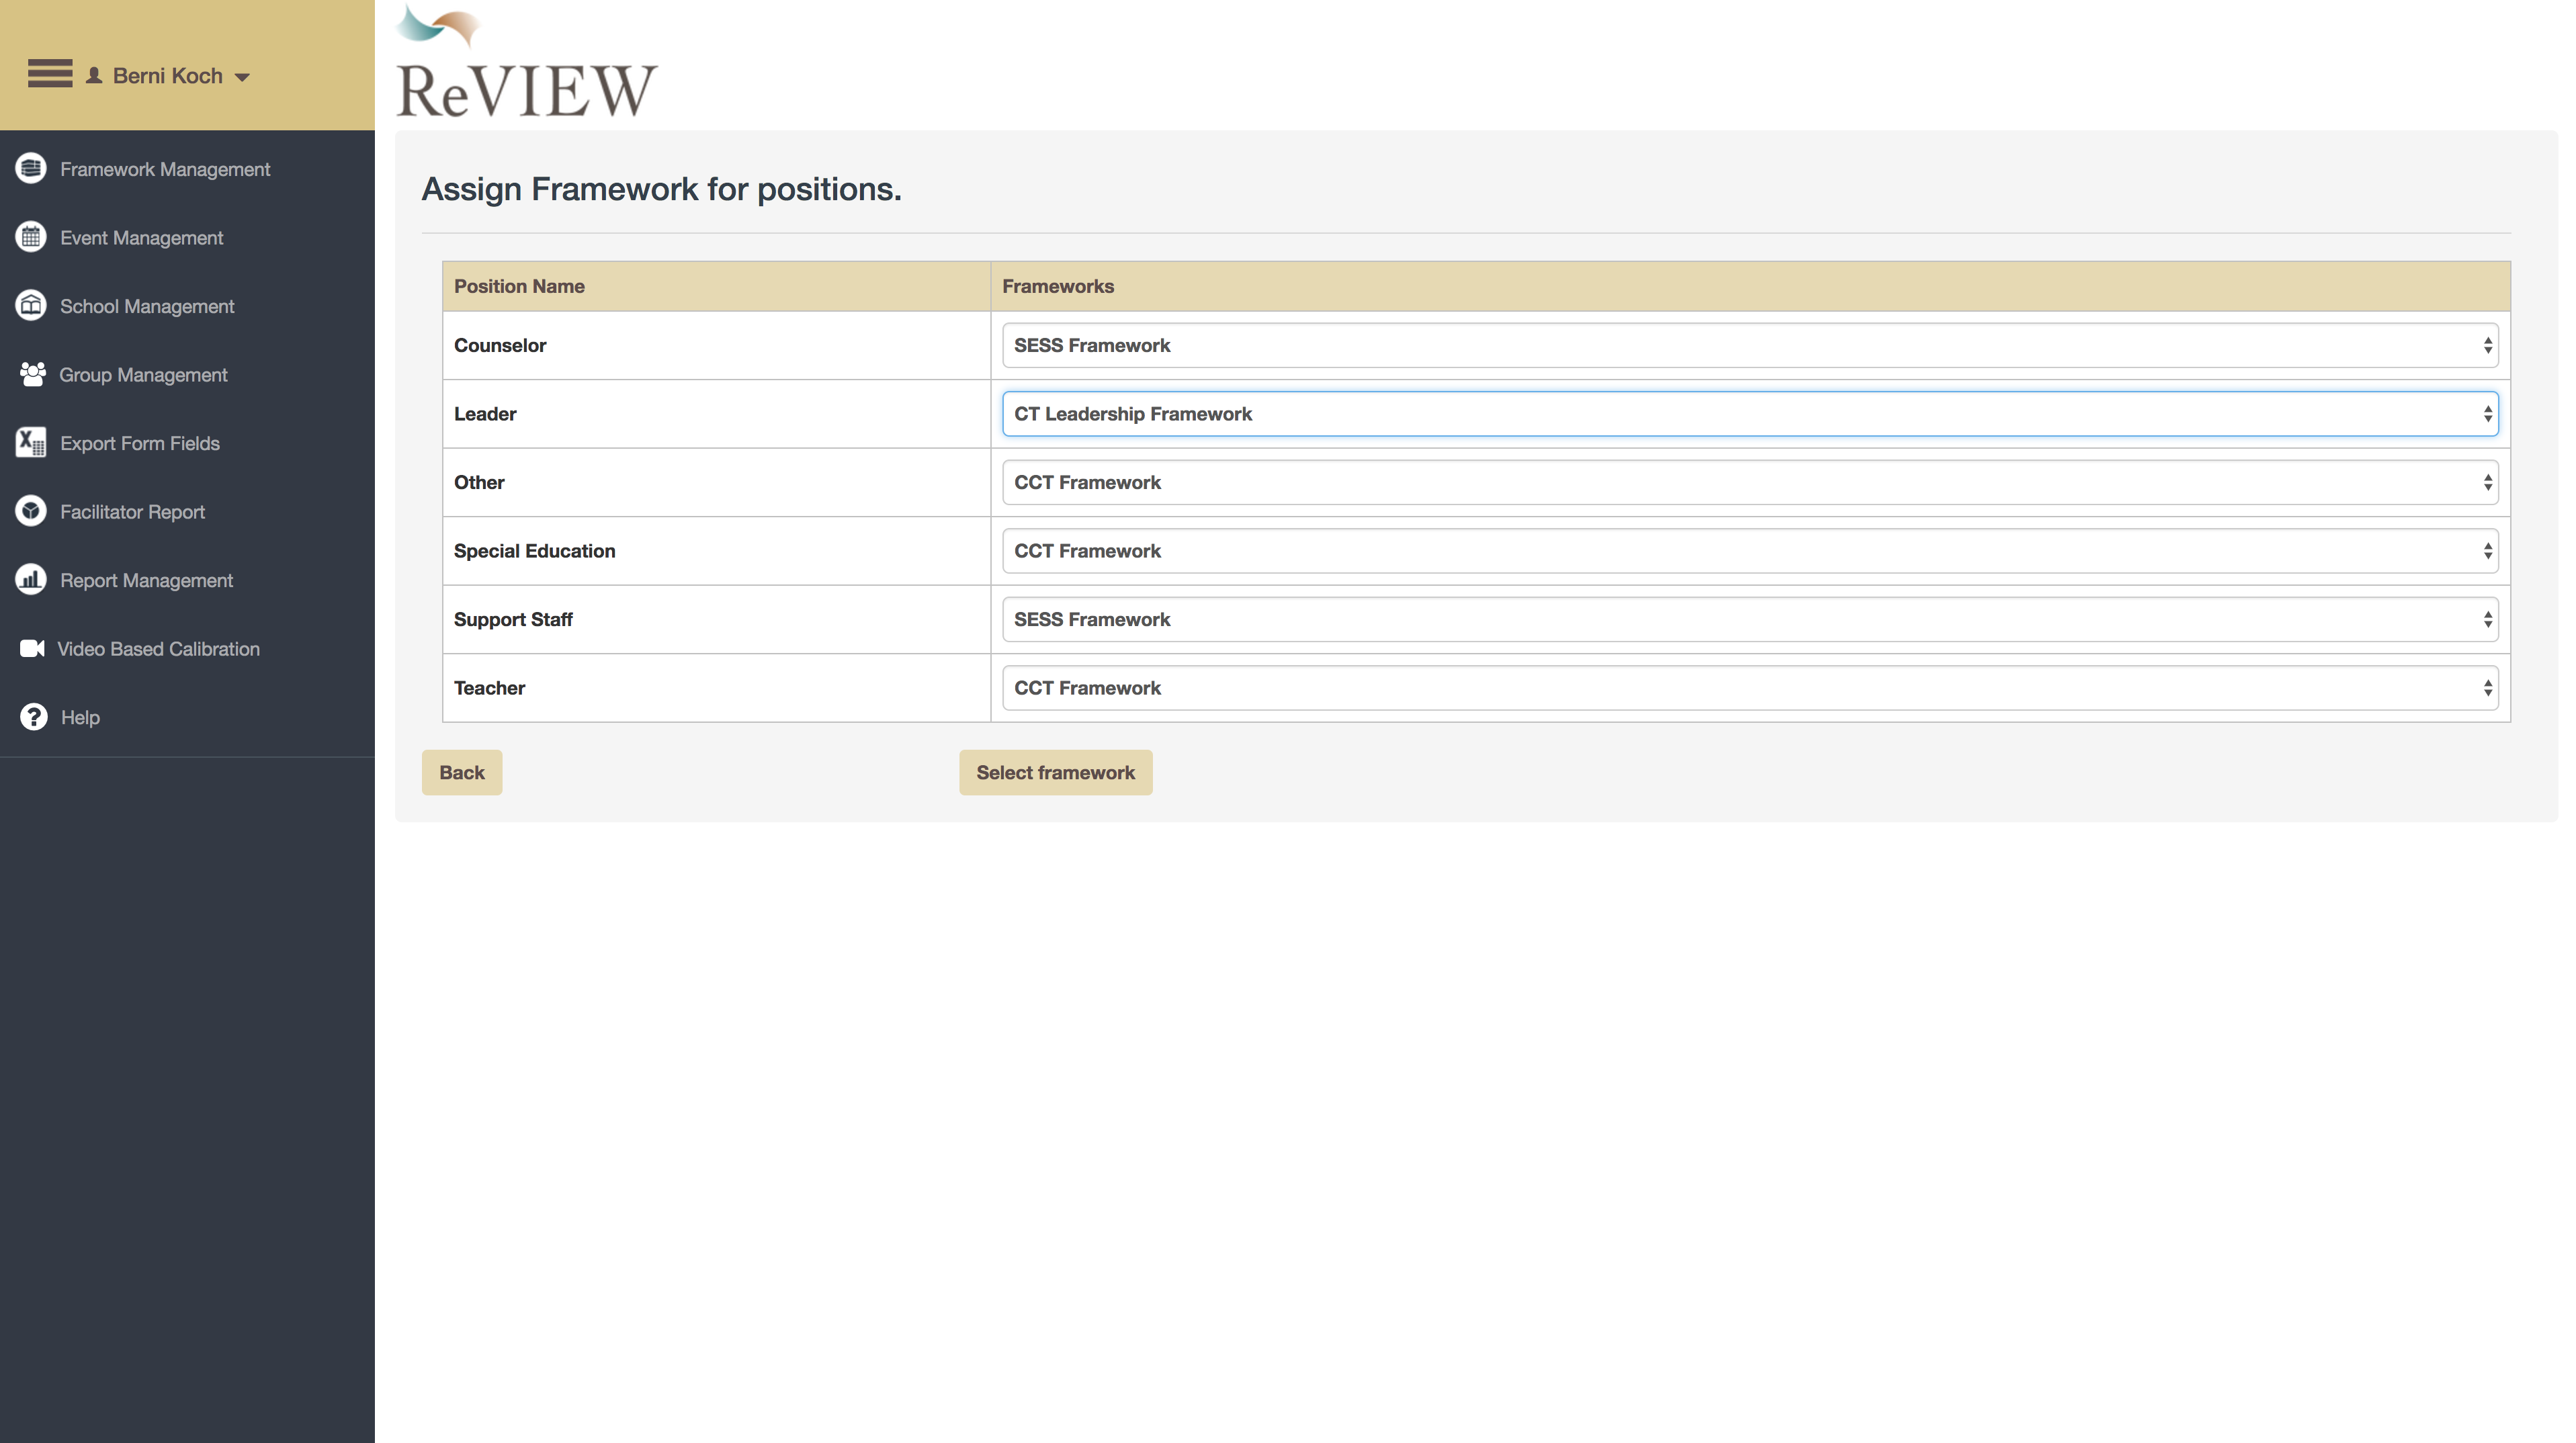 Berni Koch
ReVIEW
Framework Management
Event Management
School Management
Group Management
Export Form Fields
Facilitator Report
Report Management
Video Based Calibration
Help
Assign Framework for positions.
Position Name Frameworks
Counselor SESS Framework
Leader CT Leadership Framework
Other CCT Framework
Special Education CCT Framework
Support Staff SESS Framework
Teacher CCT Framework
Back Select framework